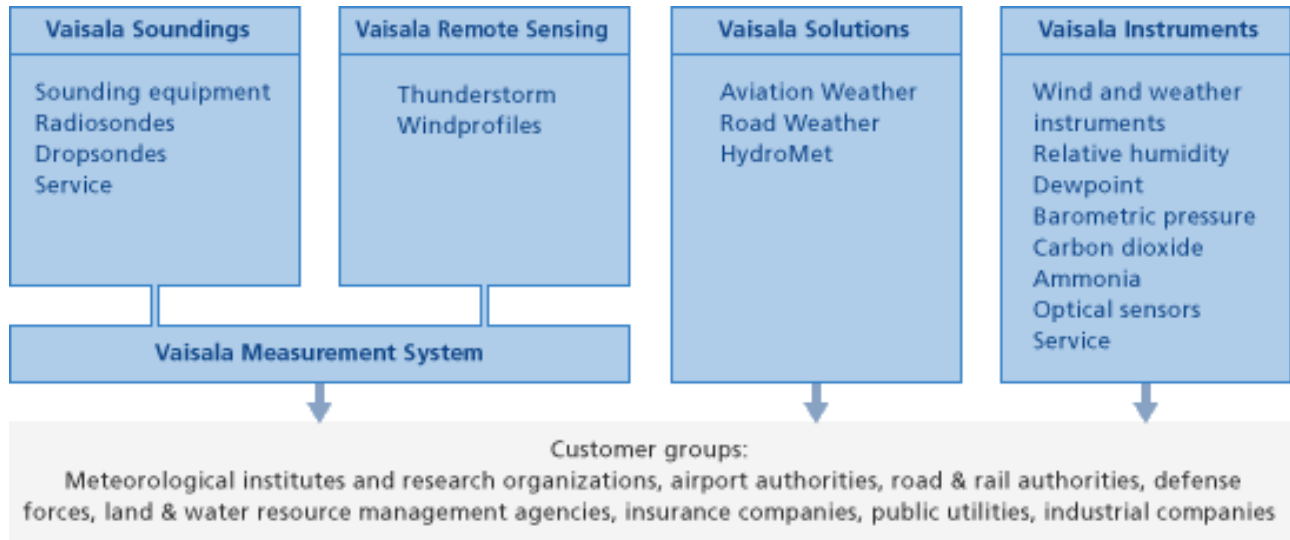 Vaisala Soundings
Sounding equipment
Radiosondes
Dropsondes
Service
Vaisala Remote Sensing
Thunderstorm
Windprofiles
Vaisala Measurement System
Vaisala Solutions
Aviation Weather
Road Weather
HydroMet
Vaisala Instruments
Wind and weather
instruments
Relative humidity
Dewpoint
Barometric pressure
Carbon dioxide
Ammonia
Optical sensors
Service
Customer groups:
Meteorological institutes and research organizations, airport authorities, road & rail authorities, defense
forces, land & water resource management agencies, insurance companies, public utilities, industrial companies